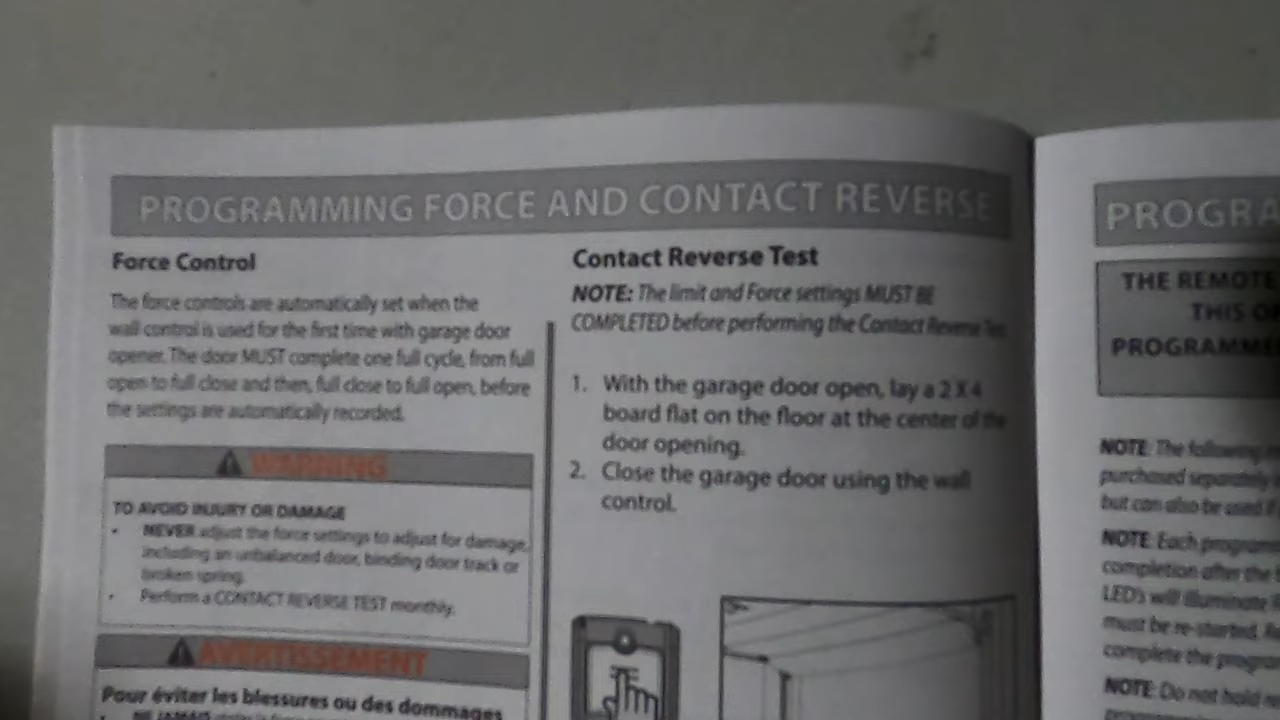 PROGRAMMING FORCE AND CONTACT REVERSE
Force Control
The force controls are automatically set when the
wall control is used for the first time with garage door
opener. The door MUST complete one full cycle, from full
open to full close and then, full close to full open, before
the settings are automatically recorded.
WARNING
TO AVOID INJURY OR DAMAGE
• NEVER adjust the force settings to adjust for damage,
including an unbalanced door, binding door track or
broken spring.
• Perform a CONTACT REVERSE TEST monthly.
AVERTISSEMENT
Pour éviter les blessures ou des dommages
NE JAMAIS
Contact Reverse Test
NOTE: The limit and Force settings MUST BE
COMPLETED before performing the Contact Reverse Test.
1. With the garage door open, lay a 2 X 4
board flat on the floor at the center of the
door opening.
2. Close the garage door using the wall
control.
PROGRA
THE REMOTE
THIS
PROGRAMM
NOTE: The following
purchased separately
but can also be used
NOTE: Each program
completion after the
LED's will illuminate
must be re-started.
complete the program
NOTE: Do not hold